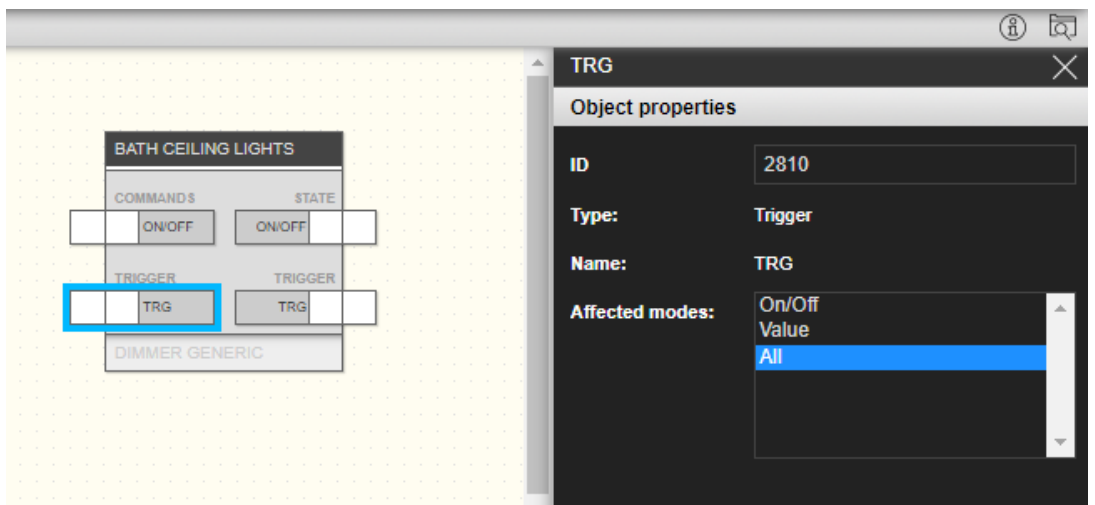 BATH CEILING LIGHTS
COMMANDS STATE
ON/OFF ON/OFF
TRIGGER TRIGGER
TRG TRG
DIMMER GENERIC
TRG
Object properties
ID 2810
Type: Trigger
Name: TRG
Affected modes: On/Off
Value
All